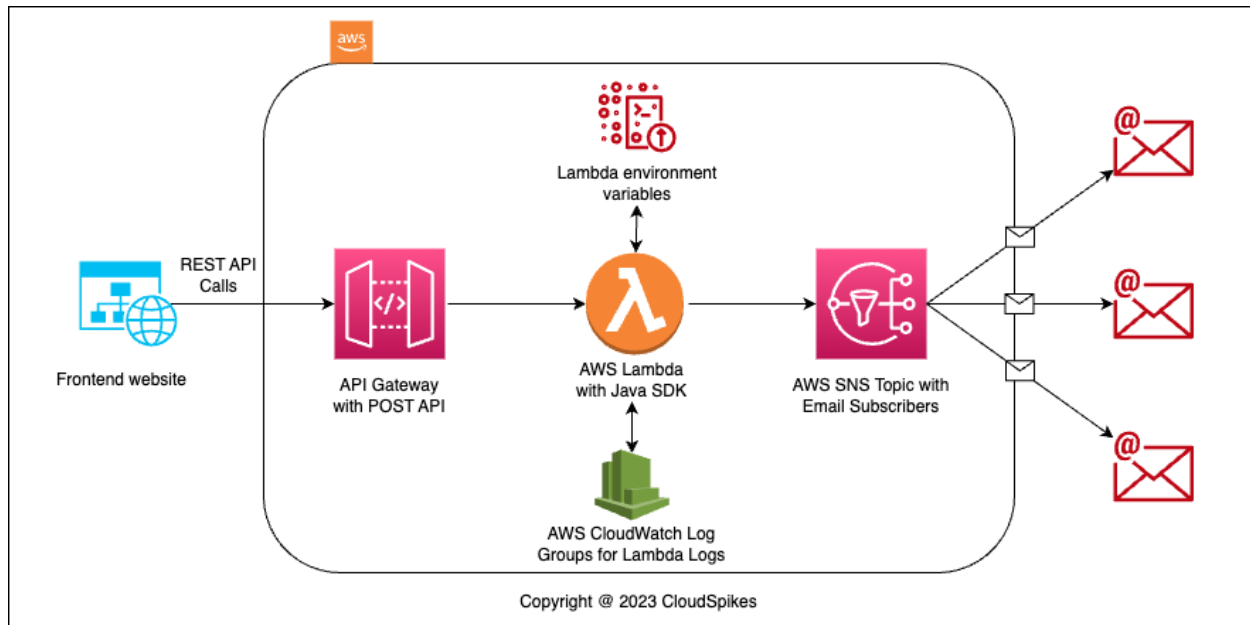 aws
Lambda environment
variables
REST API
Calls
</>
>_
λ
@
@
@
Frontend website
API Gateway
with POST API
AWS Lambda
with Java SDK
AWS SNS Topic with
Email Subscribers
AWS CloudWatch Log
Groups for Lambda Logs
Copyright @ 2023 CloudSpikes